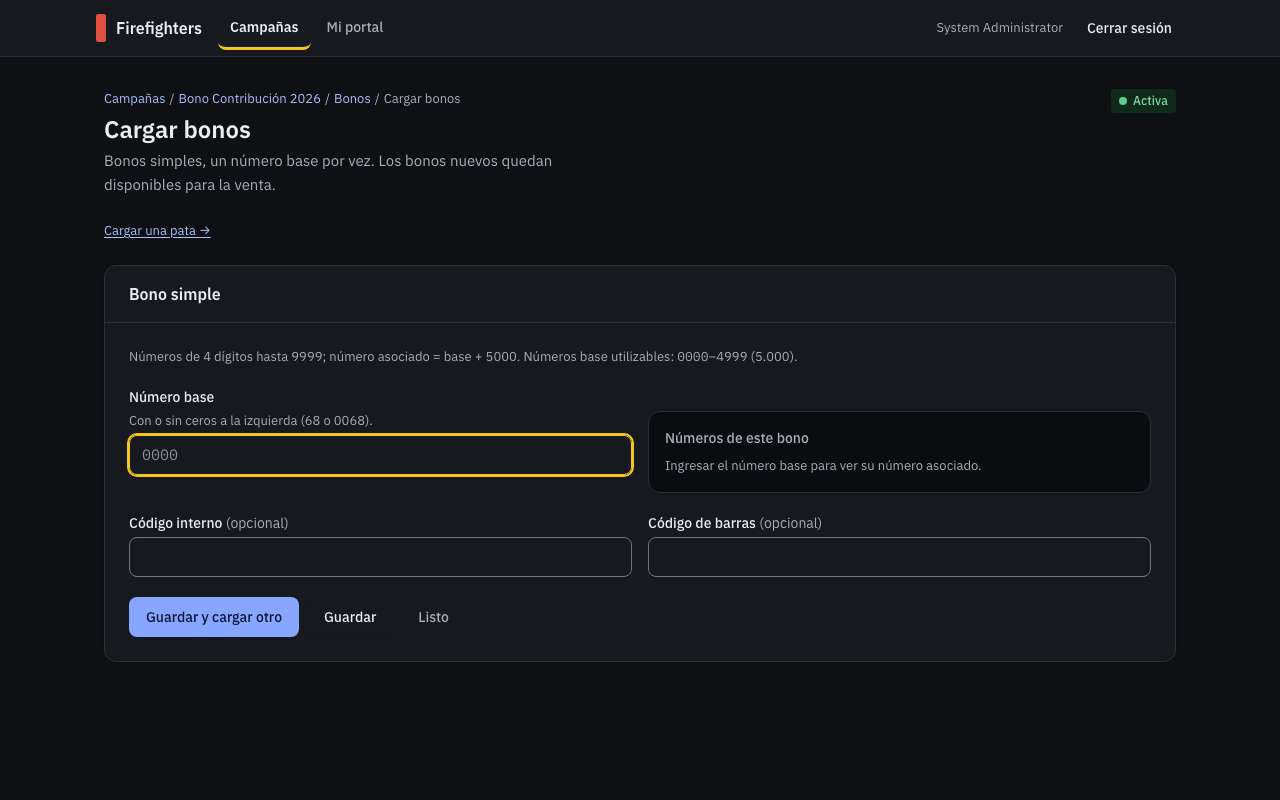 Firefighters
Campañas
Mi portal
System Administrator
Cerrar sesión
Campañas / Bono Contribución 2026 / Bonos / Cargar bonos
Activa
Cargar bonos
Bonos simples, un número base por vez. Los bonos nuevos quedan
disponibles para la venta.
Cargar una pata →
Bono simple
Números de 4 dígitos hasta 9999; número asociado = base + 5000. Números base utilizables: 0000–4999 (5.000).
Número base
Con o sin ceros a la izquierda (68 o 0068).
0000
Números de este bono
Ingresar el número base para ver su número asociado.
Código interno (opcional)
Código de barras (opcional)
Guardar y cargar otro
Guardar
Listo